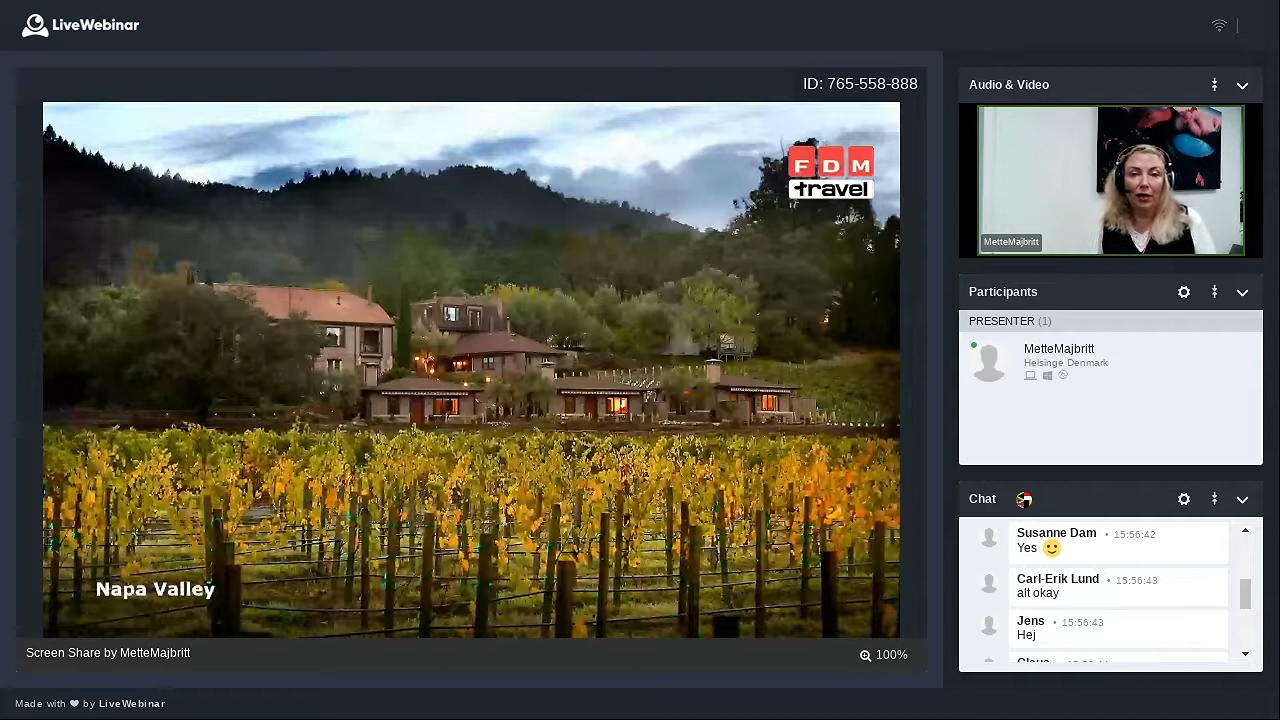 LiveWebinar
ID: 765-558-888
FDM
travel
Napa Valley
Screen Share by MetteMajbritt
100%
Made with by LiveWebinar
Audio & Video
MetteMajbritt
Participants
PRESENTER (1)
MetteMajbritt
Helsinge Denmark
Chat
Susanne Dam • 15:56:42
Yes 🙂
Carl-Erik Lund • 15:56:43
alt okay
Jens • 15:56:43
Hej